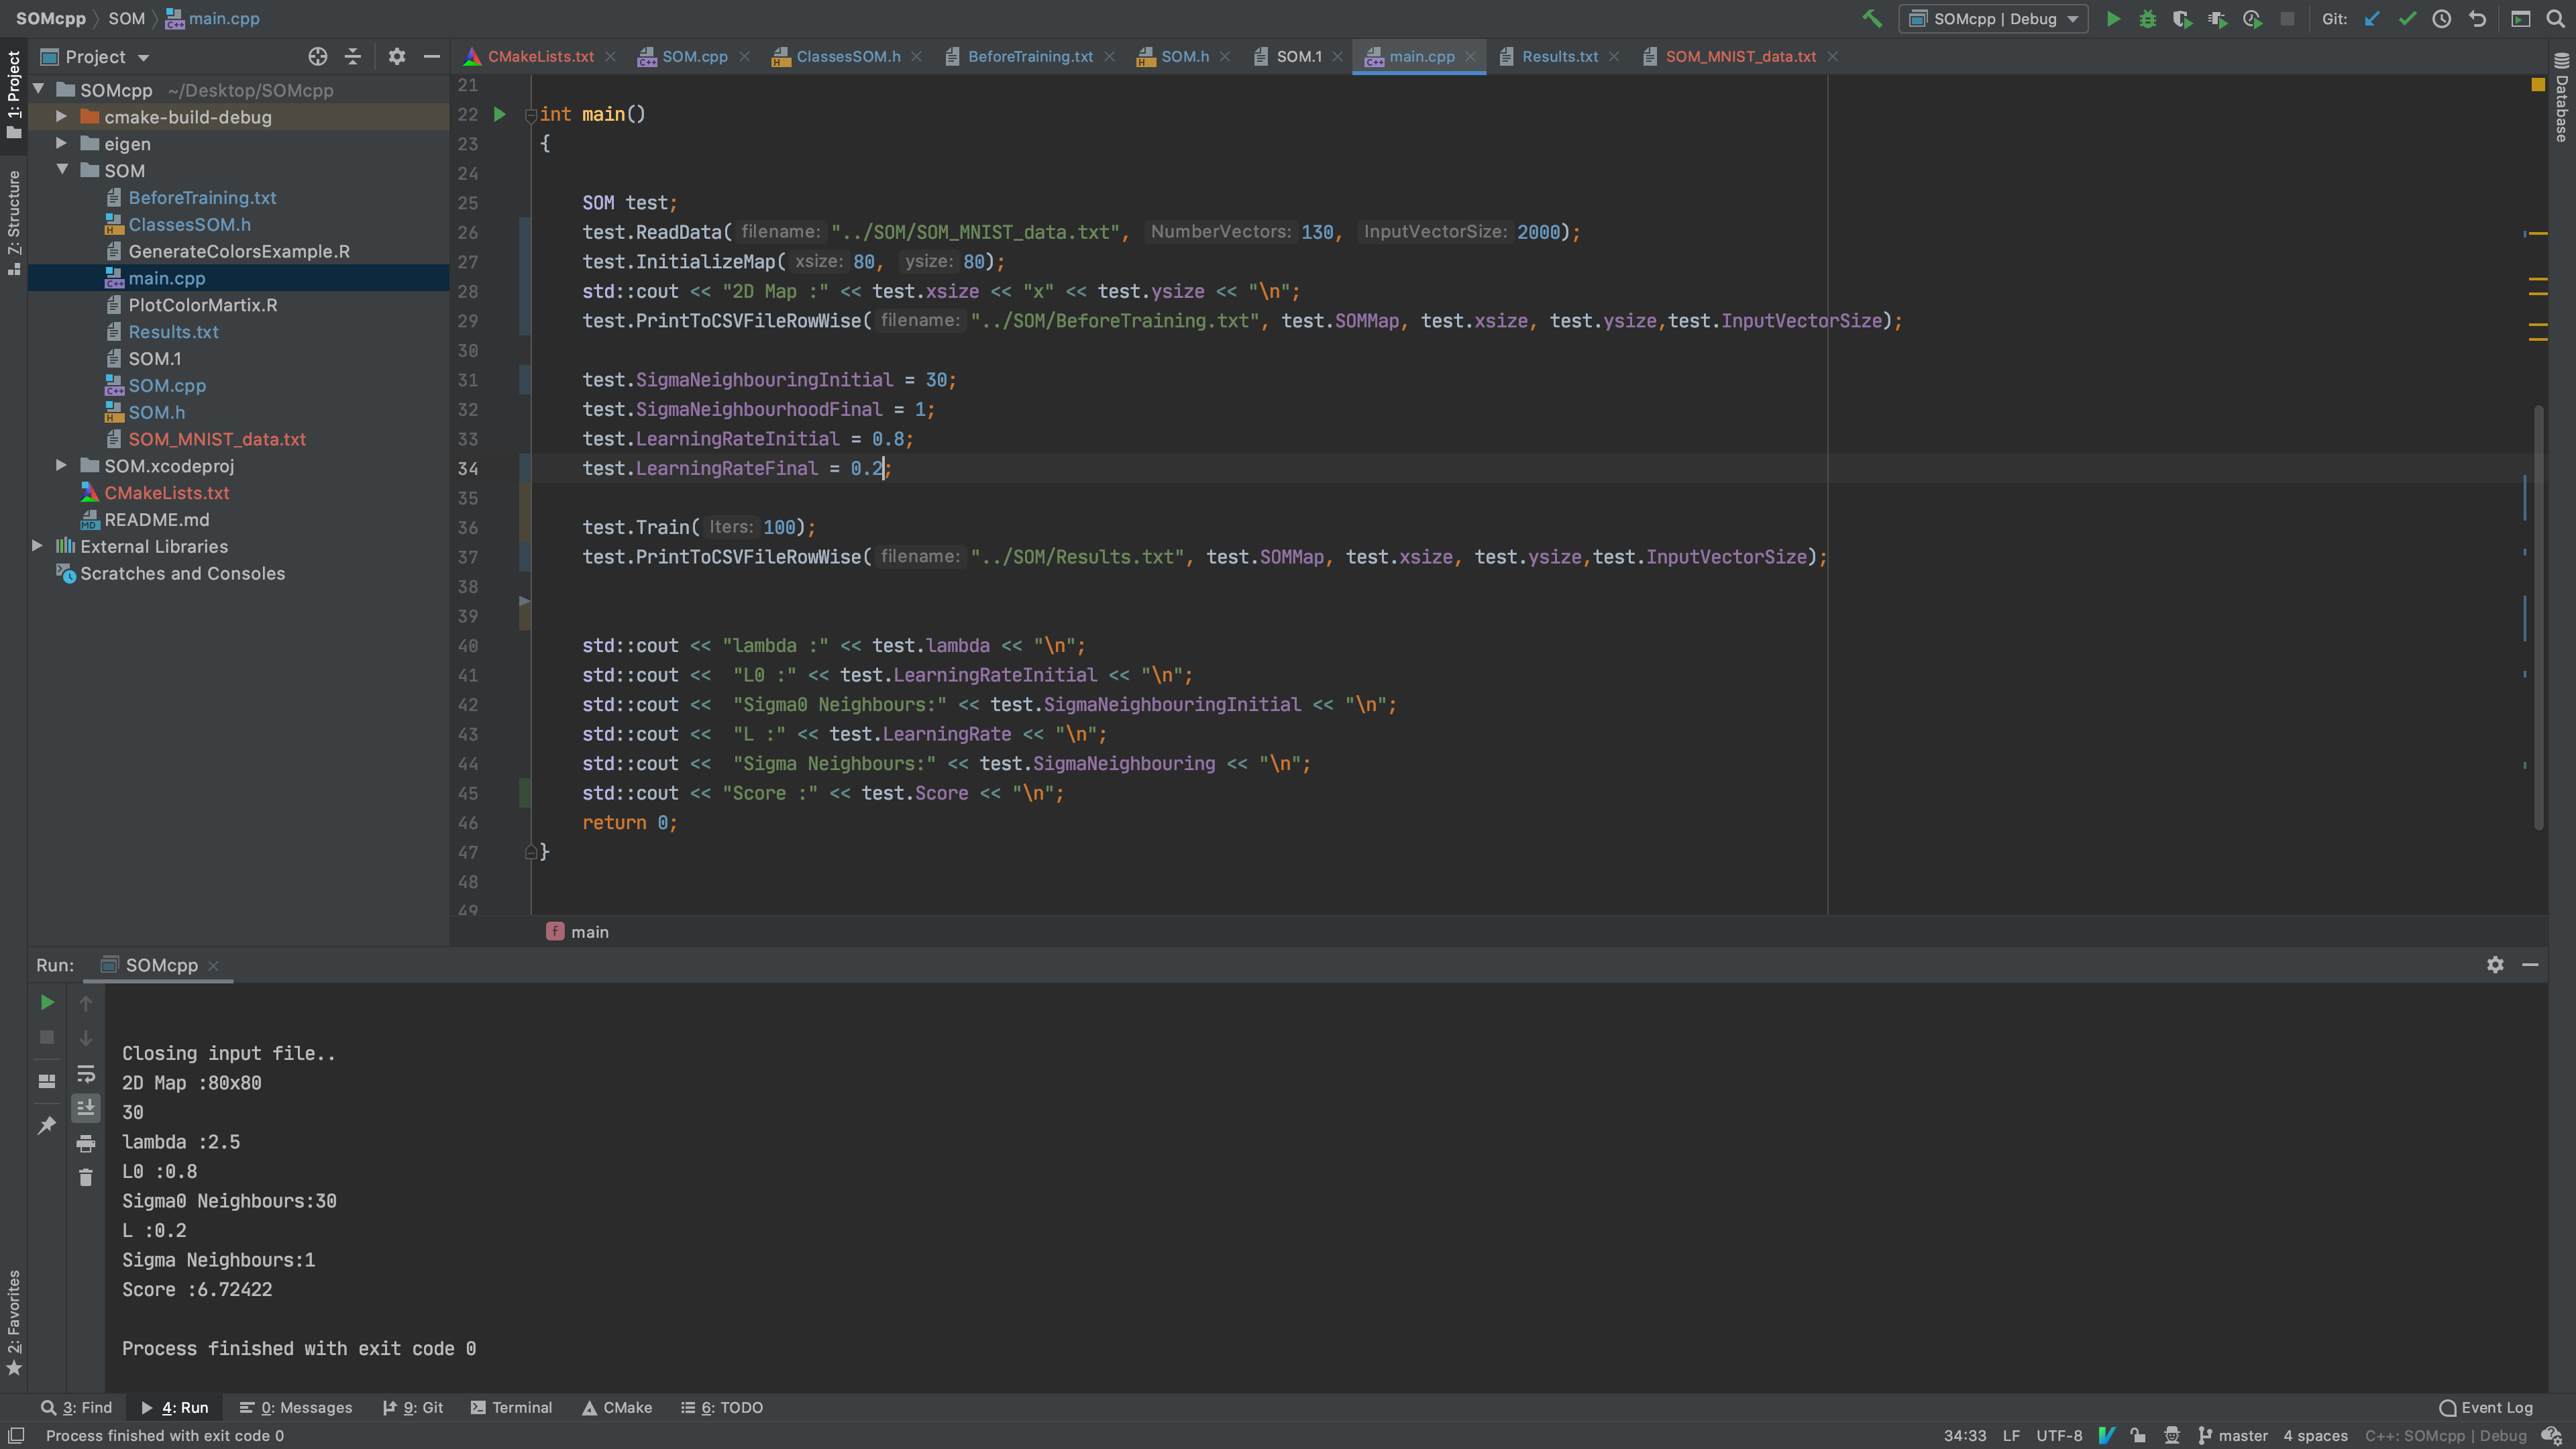 SOMcpp SOM main.cpp
SOMcpp | Debug Git:
1: Project
Project
CMakeLists.txt SOM.cpp ClassesSOM.h BeforeTraining.txt SOM.h SOM.1 main.cpp Results.txt SOM_MNIST_data.txt
Database
Z: Structure
SOMcpp ~/Desktop/SOMcpp
cmake-build-debug
eigen
SOM
BeforeTraining.txt
ClassesSOM.h
GenerateColorsExample.R
main.cpp
PlotColorMartix.R
Results.txt
SOM.1
SOM.cpp
SOM.h
SOM_MNIST_data.txt
SOM.xcodeproj
CMakeLists.txt
README.md
External Libraries
Scratches and Consoles
21
22 int main()
23 {
24
25 SOM test;
26 test.ReadData( filename: "../SOM/SOM_MNIST_data.txt", NumberVectors: 130, InputVectorSize: 2000);
27 test.InitializeMap( xsize: 80, ysize: 80);
28 std::cout << "2D Map :" << test.xsize << "x" << test.ysize << "\n";
29 test.PrintToCSVFileRowWise( filename: "../SOM/BeforeTraining.txt", test.SOMMap, test.xsize, test.ysize,test.InputVectorSize);
30
31 test.SigmaNeighbouringInitial = 30;
32 test.SigmaNeighbourhoodFinal = 1;
33 test.LearningRateInitial = 0.8;
34 test.LearningRateFinal = 0.2;
35
36 test.Train( Iters: 100);
37 test.PrintToCSVFileRowWise( filename: "../SOM/Results.txt", test.SOMMap, test.xsize, test.ysize,test.InputVectorSize);
38
39
40 std::cout << "lambda :" << test.lambda << "\n";
41 std::cout << "L0 :" << test.LearningRateInitial << "\n";
42 std::cout << "Sigma0 Neighbours:" << test.SigmaNeighbouringInitial << "\n";
43 std::cout << "L :" << test.LearningRate << "\n";
44 std::cout << "Sigma Neighbours:" << test.SigmaNeighbouring << "\n";
45 std::cout << "Score :" << test.Score << "\n";
46 return 0;
47 }
48
49
f main
Run: SOMcpp
Closing input file..
2D Map :80x80
30
lambda :2.5
L0 :0.8
Sigma0 Neighbours:30
L :0.2
Sigma Neighbours:1
Score :6.72422
Process finished with exit code 0
2: Favorites
3: Find 4: Run 0: Messages 9: Git Terminal CMake 6: TODO Event Log
Process finished with exit code 0 34:33 LF UTF-8 master 4 spaces C++: SOMcpp | Debug